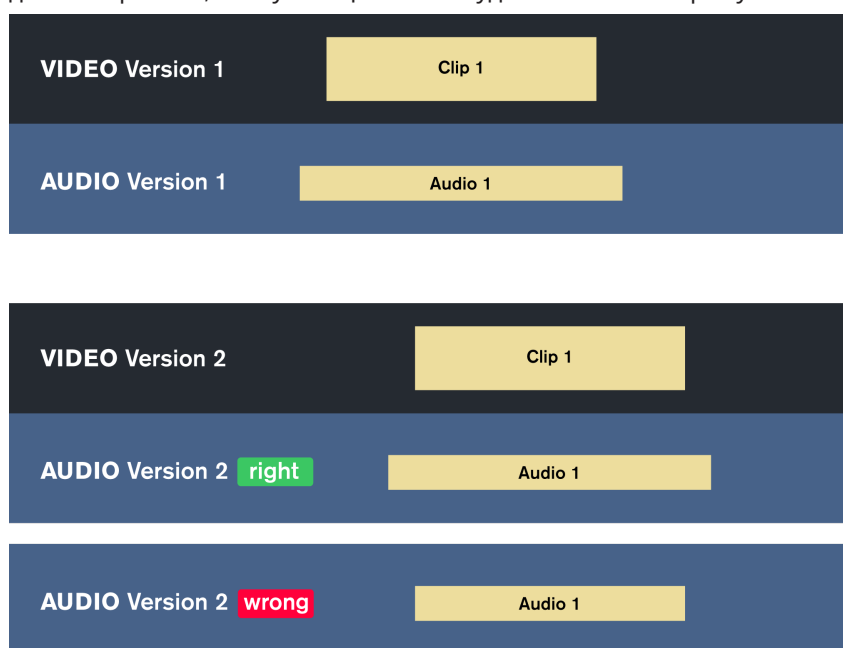 VIDEO Version 1
Clip 1
AUDIO Version 1
Audio 1
VIDEO Version 2
Clip 1
AUDIO Version 2 right
Audio 1
AUDIO Version 2 wrong
Audio 1